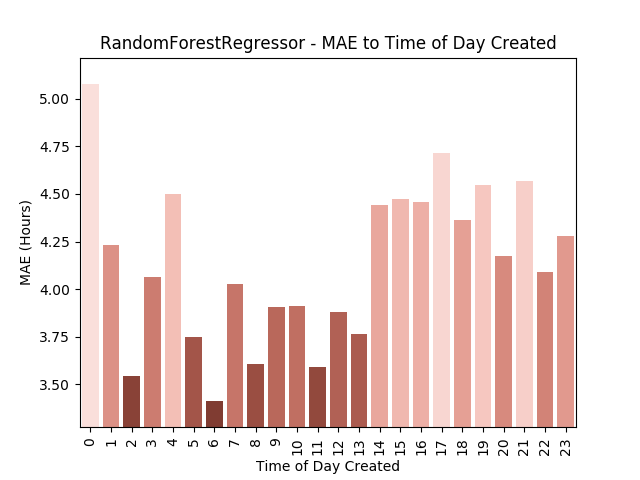 RandomForestRegressor - MAE to Time of Day Created
MAE (Hours)
5.00
4.75
4.50
4.25
4.00
3.75
3.50
0 1 2 3 4 5 6 7 8 9 10 11 12 13 14 15 16 17 18 19 20 21 22 23
Time of Day Created